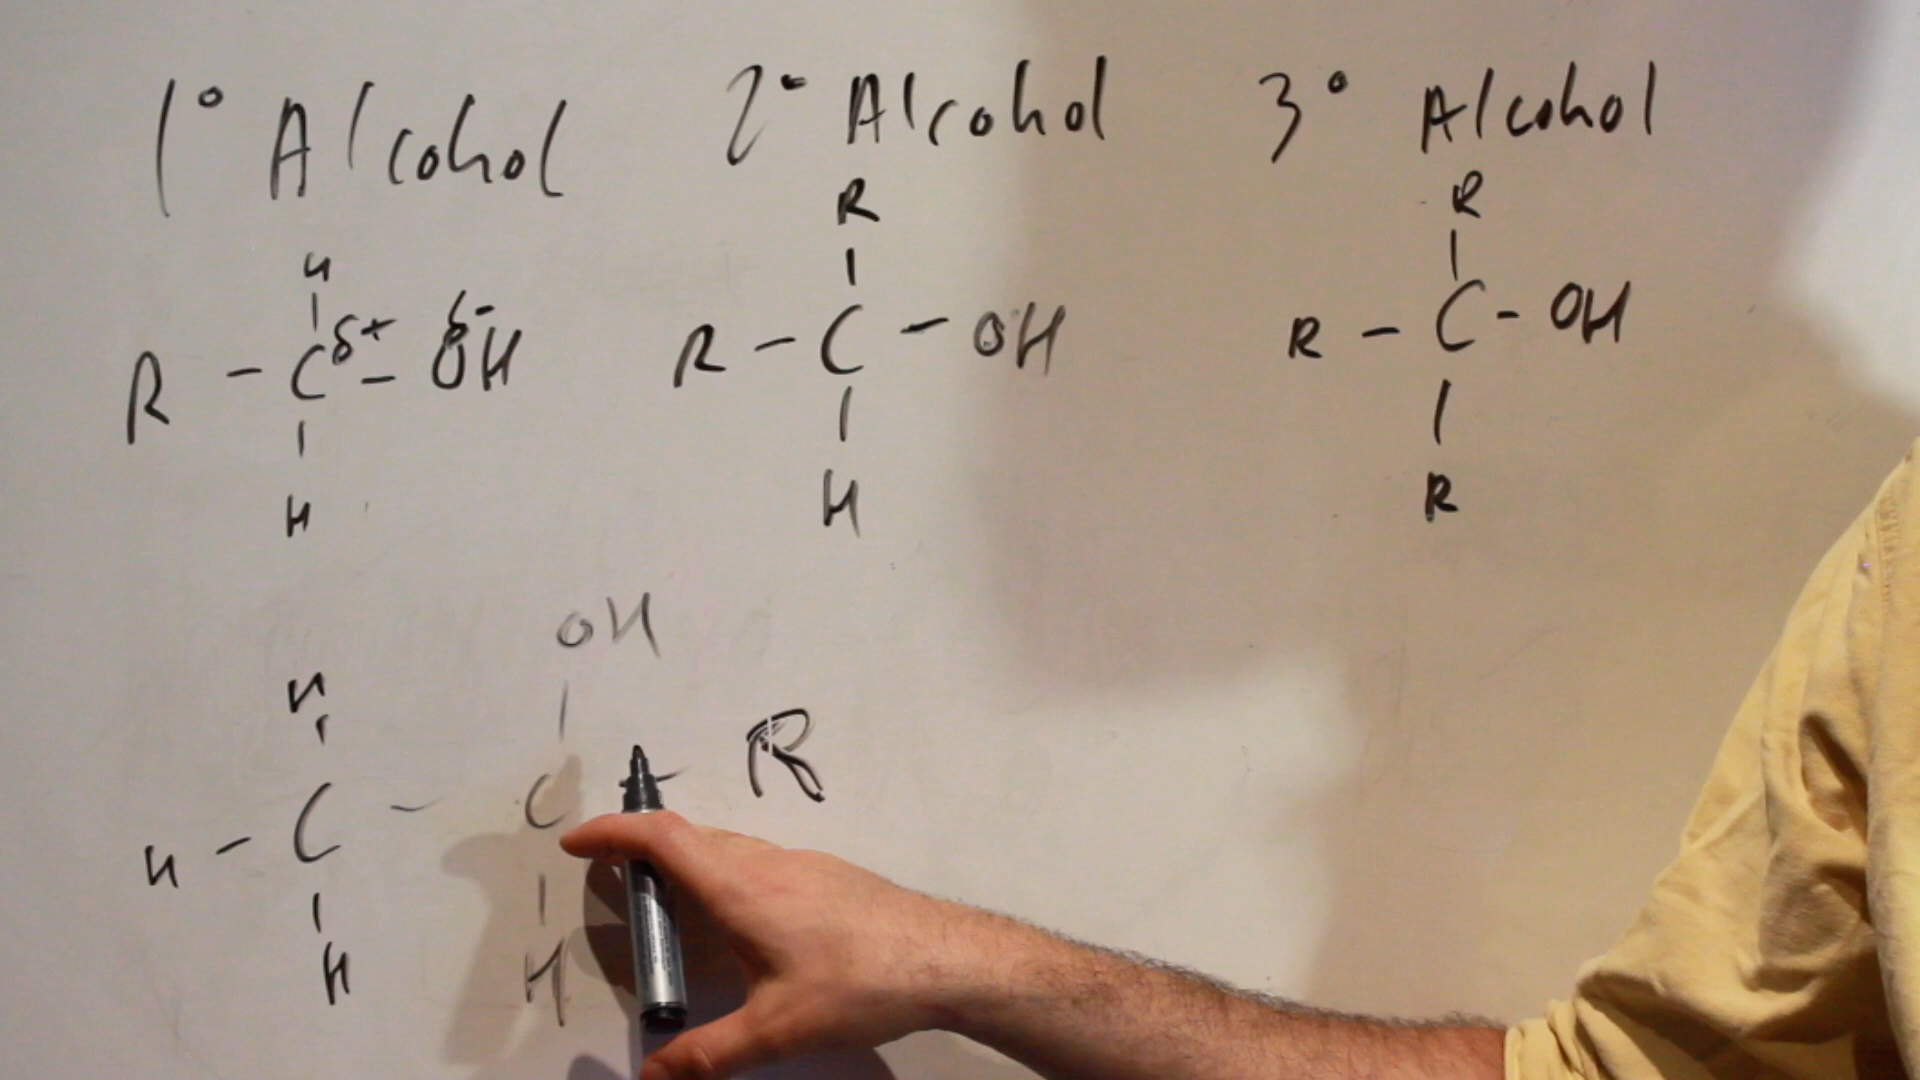 1° Alcohol
2° Alcohol
3° Alcohol
H
R - C δ+ - OH δ-
H
R
R - C - OH
H
R
R - C - OH
R
H OH
H - C - C - R
H H